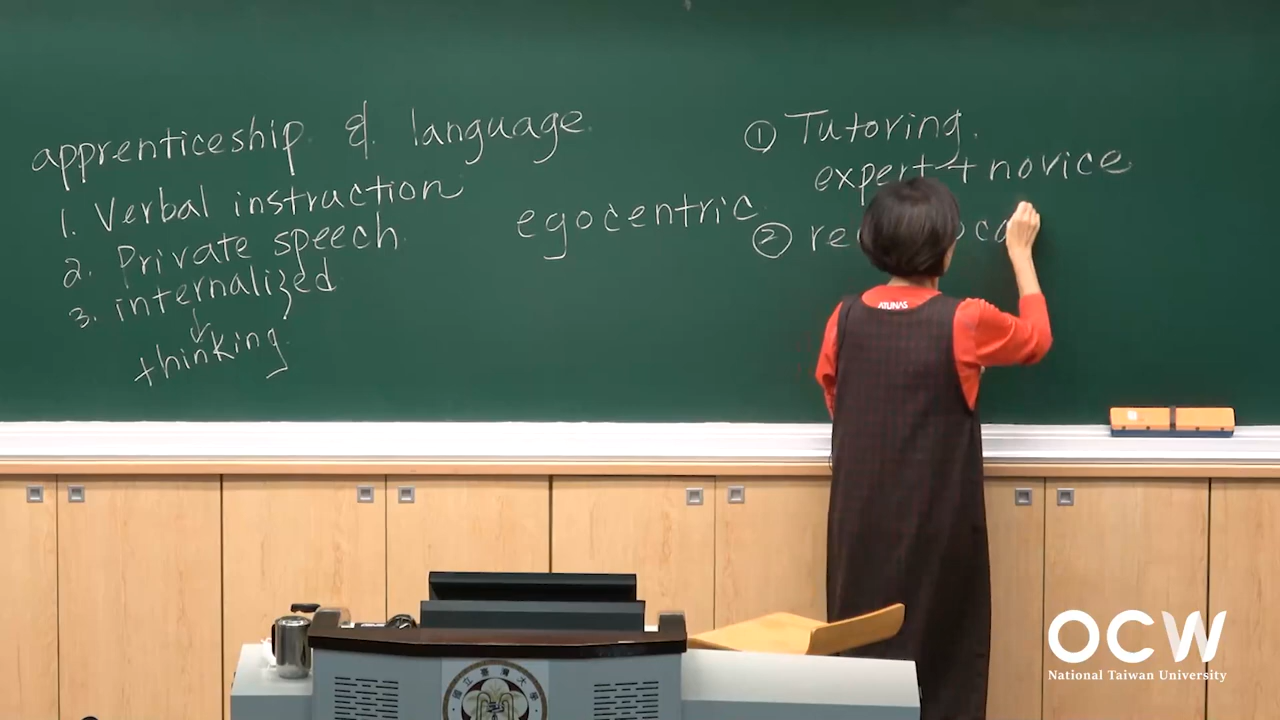 apprenticeship & language
1. Verbal instruction
2. Private speech
3. internalized
↓
thinking
egocentric
① Tutoring
expert + novice
②
ATUNAS
OCW
National Taiwan University